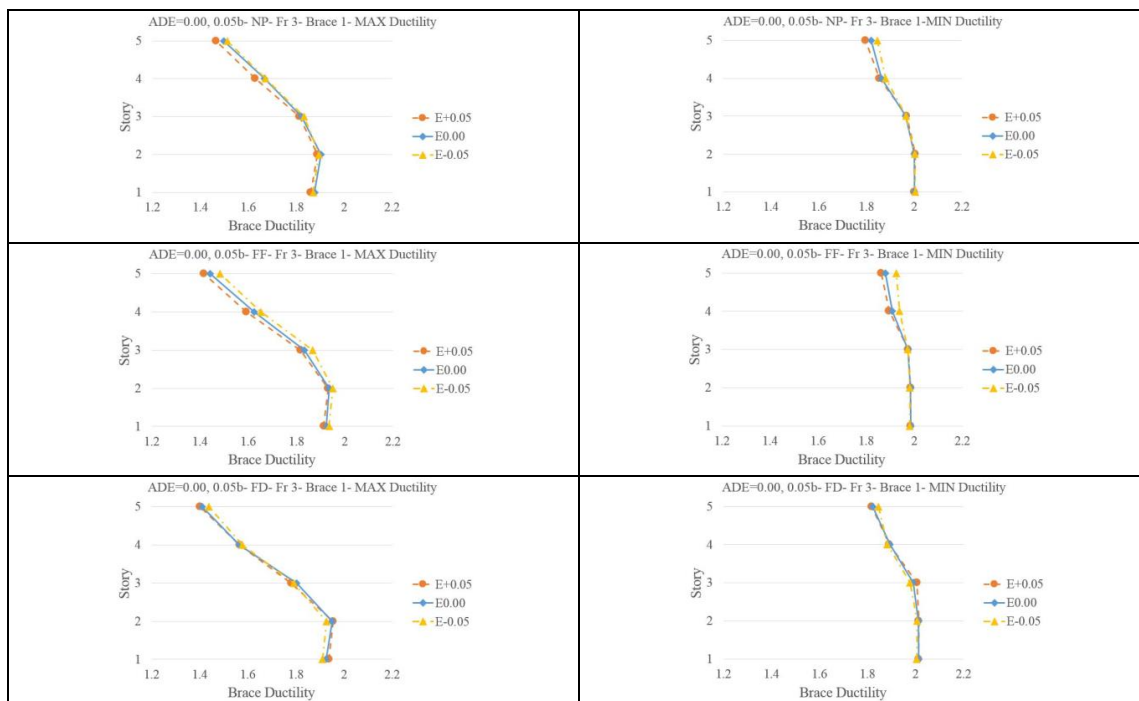 ADE=0.00, 0.05b- NP- Fr 3- Brace 1- MAX Ductility
5
4
3
2
1
Story
1.2 1.4 1.6 1.8 2 2.2
Brace Ductility
E+0.05
E0.00
E-0.05
ADE=0.00, 0.05b- NP- Fr 3- Brace 1-MIN Ductility
5
4
3
2
1
Story
1.2 1.4 1.6 1.8 2 2.2
Brace Ductility
E+0.05
E0.00
E-0.05
ADE=0.00, 0.05b- FF- Fr 3- Brace 1- MAX Ductility
5
4
3
2
1
Story
1.2 1.4 1.6 1.8 2 2.2
Brace Ductility
E+0.05
E0.00
E-0.05
ADE=0.00, 0.05b- FF- Fr 3- Brace 1-MIN Ductility
5
4
3
2
1
Story
1.2 1.4 1.6 1.8 2 2.2
Brace Ductility
E+0.05
E0.00
E-0.05
ADE=0.00, 0.05b- FD- Fr 3- Brace 1- MAX Ductility
5
4
3
2
1
Story
1.2 1.4 1.6 1.8 2 2.2
Brace Ductility
E+0.05
E0.00
E-0.05
ADE=0.00, 0.05b- FD- Fr 3- Brace 1-MIN Ductility
5
4
3
2
1
Story
1.2 1.4 1.6 1.8 2 2.2
Brace Ductility
E+0.05
E0.00
E-0.05